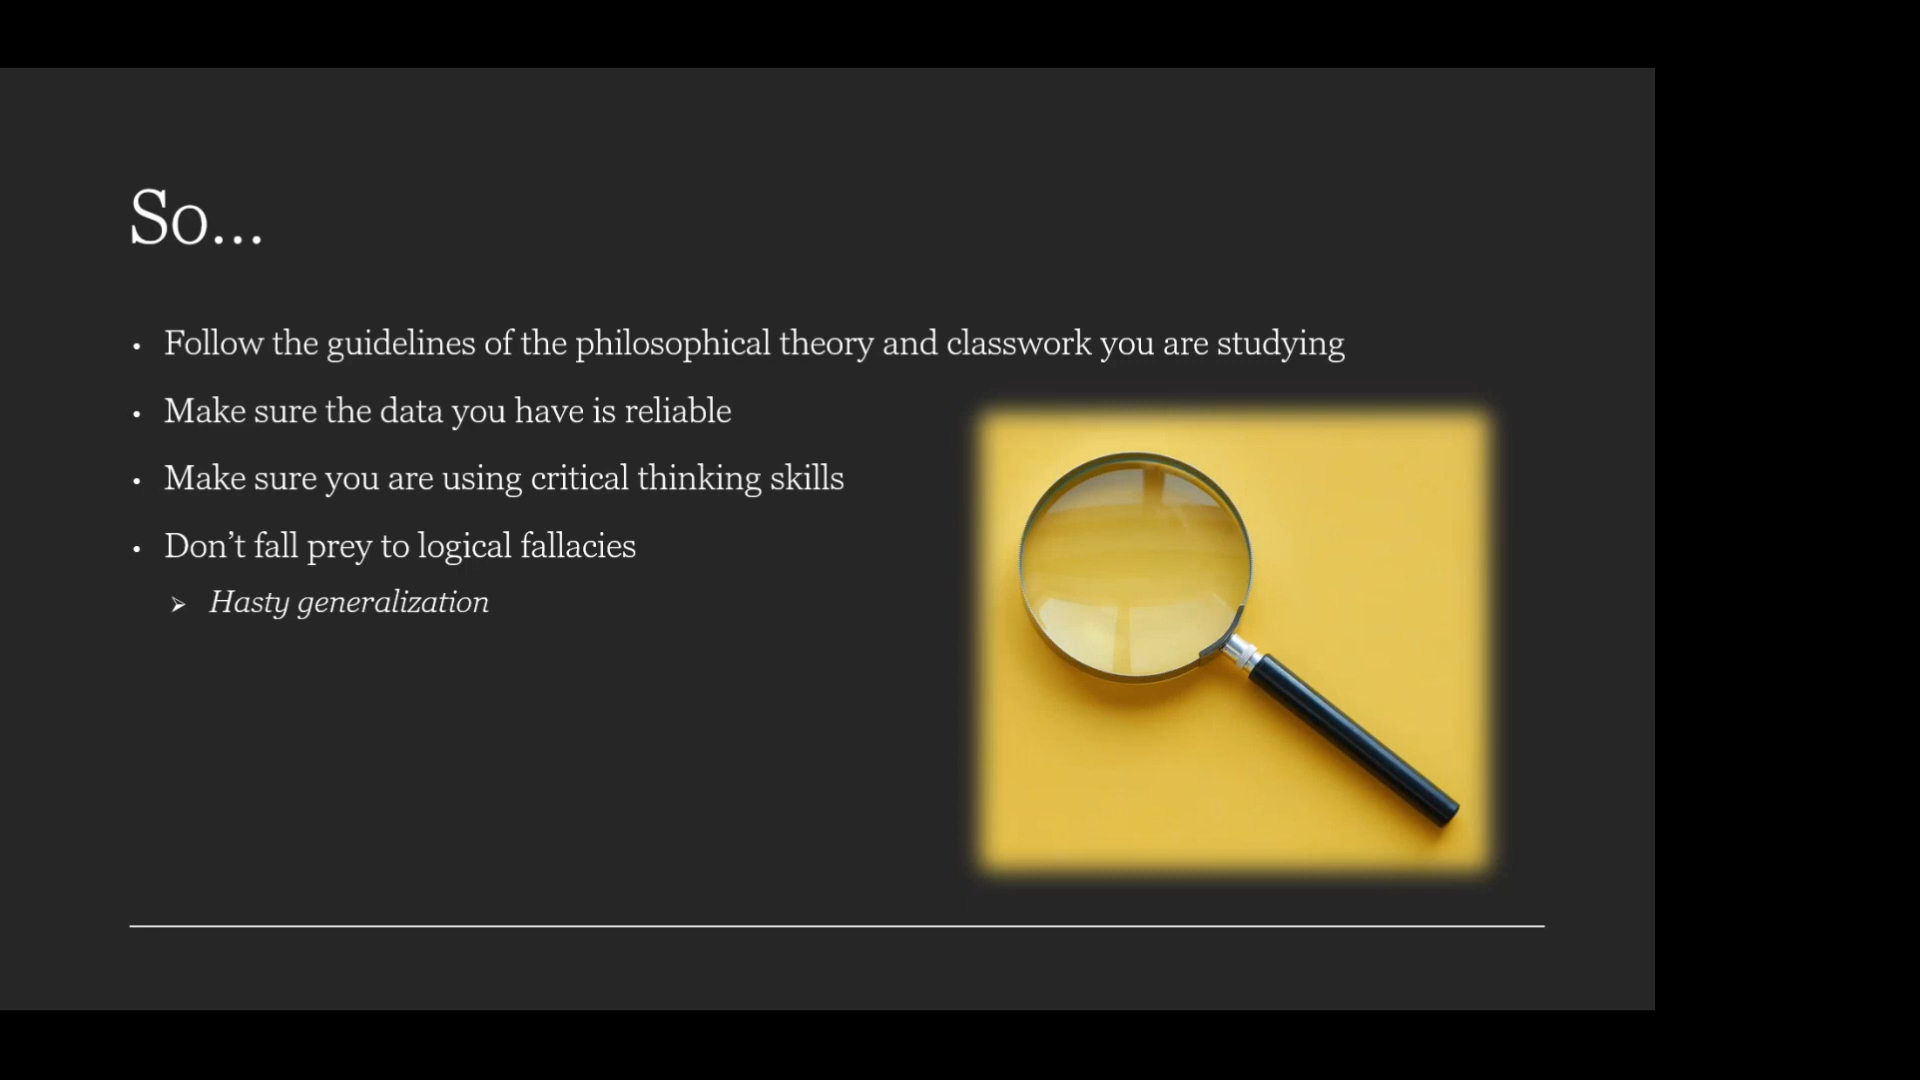 So...
• Follow the guidelines of the philosophical theory and classwork you are studying
• Make sure the data you have is reliable
• Make sure you are using critical thinking skills
• Don’t fall prey to logical fallacies
➢ Hasty generalization